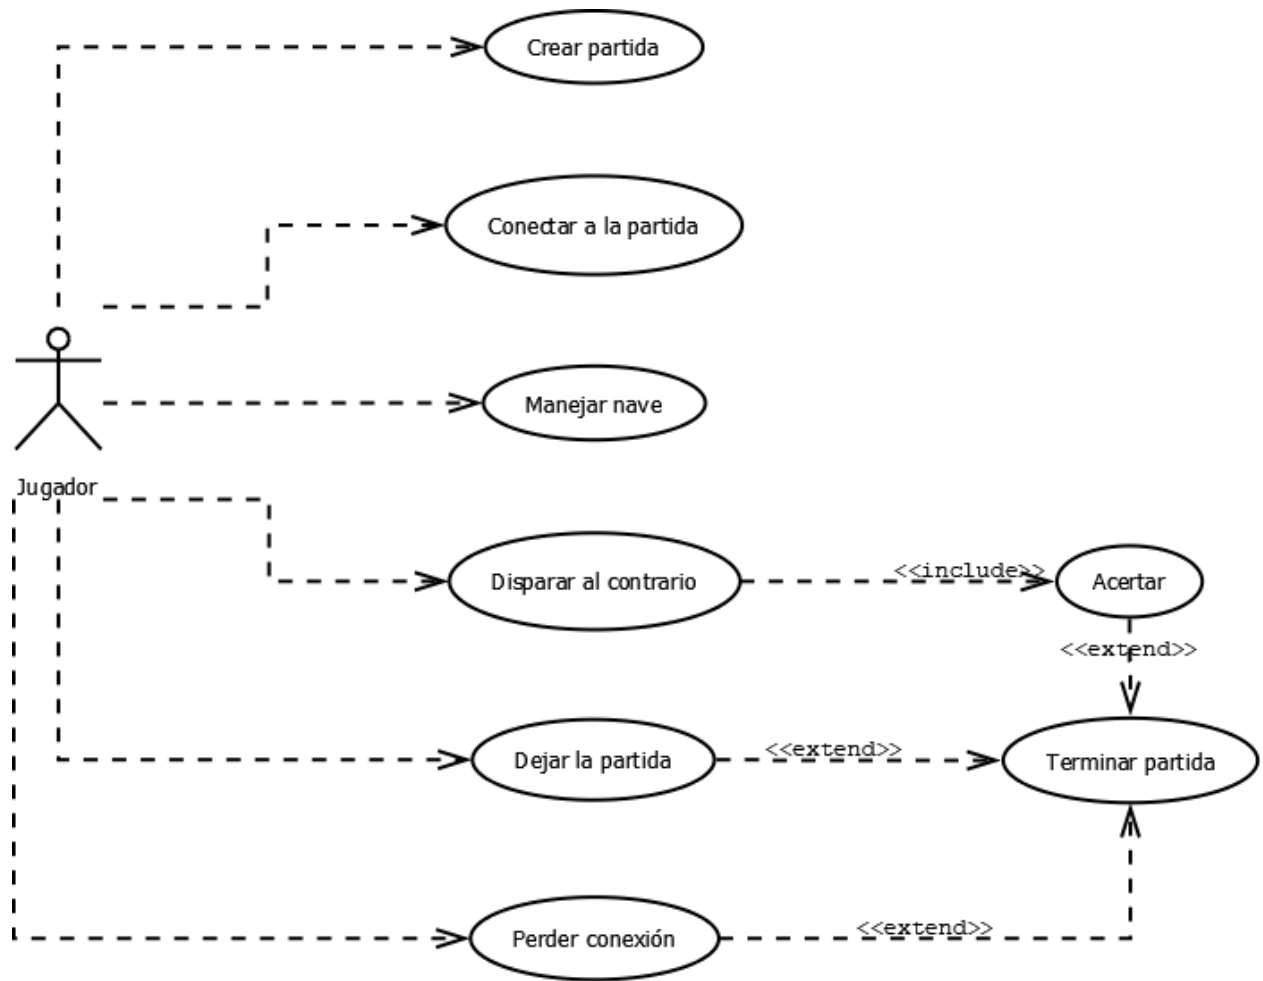 Crear partida
Conectar a la partida
Manejar nave
Jugador
Disparar al contrario
<<include>>
Acertar
<<extend>>
Dejar la partida
<<extend>>
Terminar partida
Perder conexión
<<extend>>